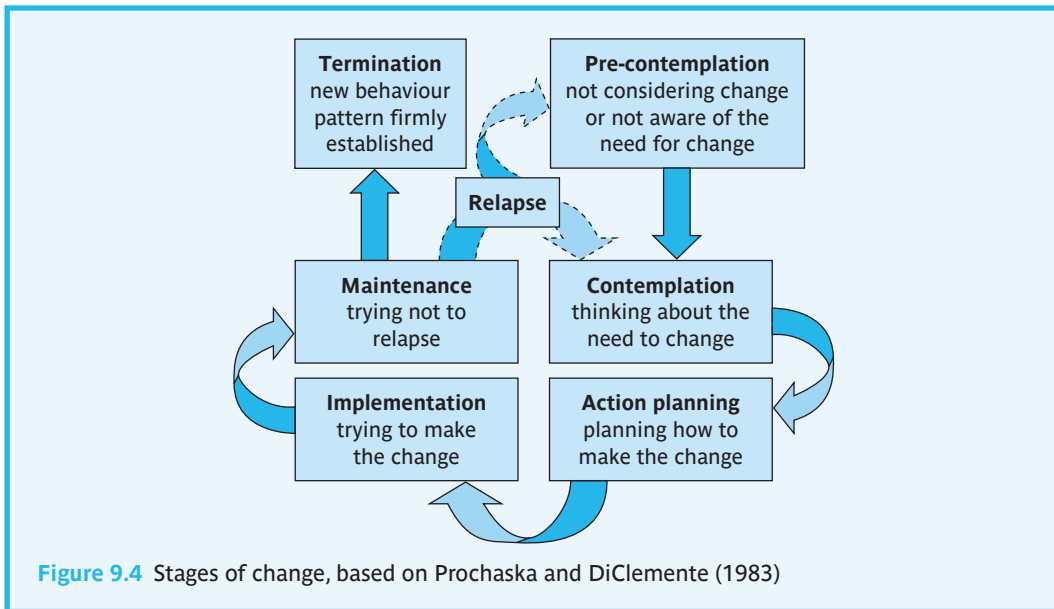 Termination
new behaviour
pattern firmly
established
Pre-contemplation
not considering change
or not aware of the
need for change
Relapse
Maintenance
trying not to
relapse
Contemplation
thinking about the
need to change
Implementation
trying to make
the change
Action planning
planning how to
make the change
Figure 9.4 Stages of change, based on Prochaska and DiClemente (1983)